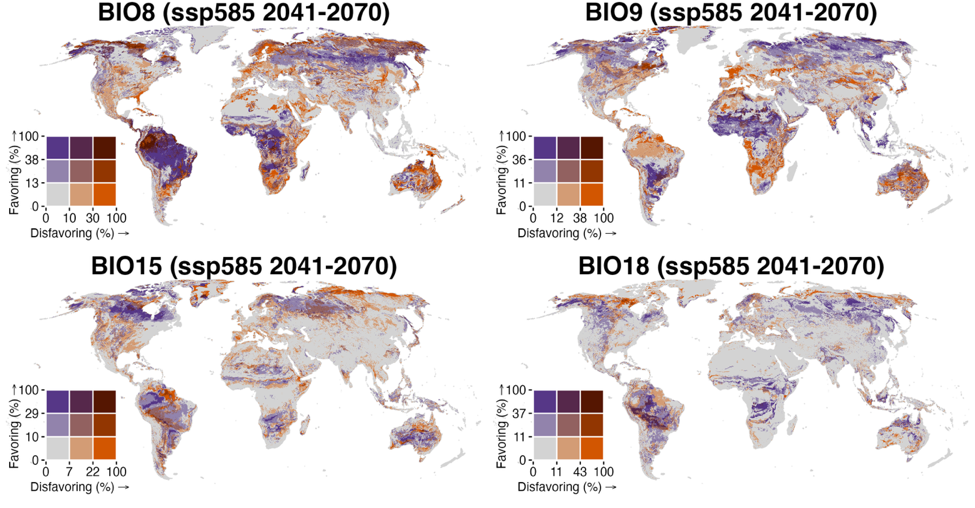 BIO8 (ssp585 2041-2070)
Favoring (%) →
100
38
13
0
0 10 30 100
Disfavoring (%) →
BIO9 (ssp585 2041-2070)
Favoring (%) →
100
36
11
0
0 12 38 100
Disfavoring (%) →
BIO15 (ssp585 2041-2070)
Favoring (%) →
100
29
10
0
0 7 22 100
Disfavoring (%) →
BIO18 (ssp585 2041-2070)
Favoring (%) →
100
37
11
0
0 11 43 100
Disfavoring (%) →